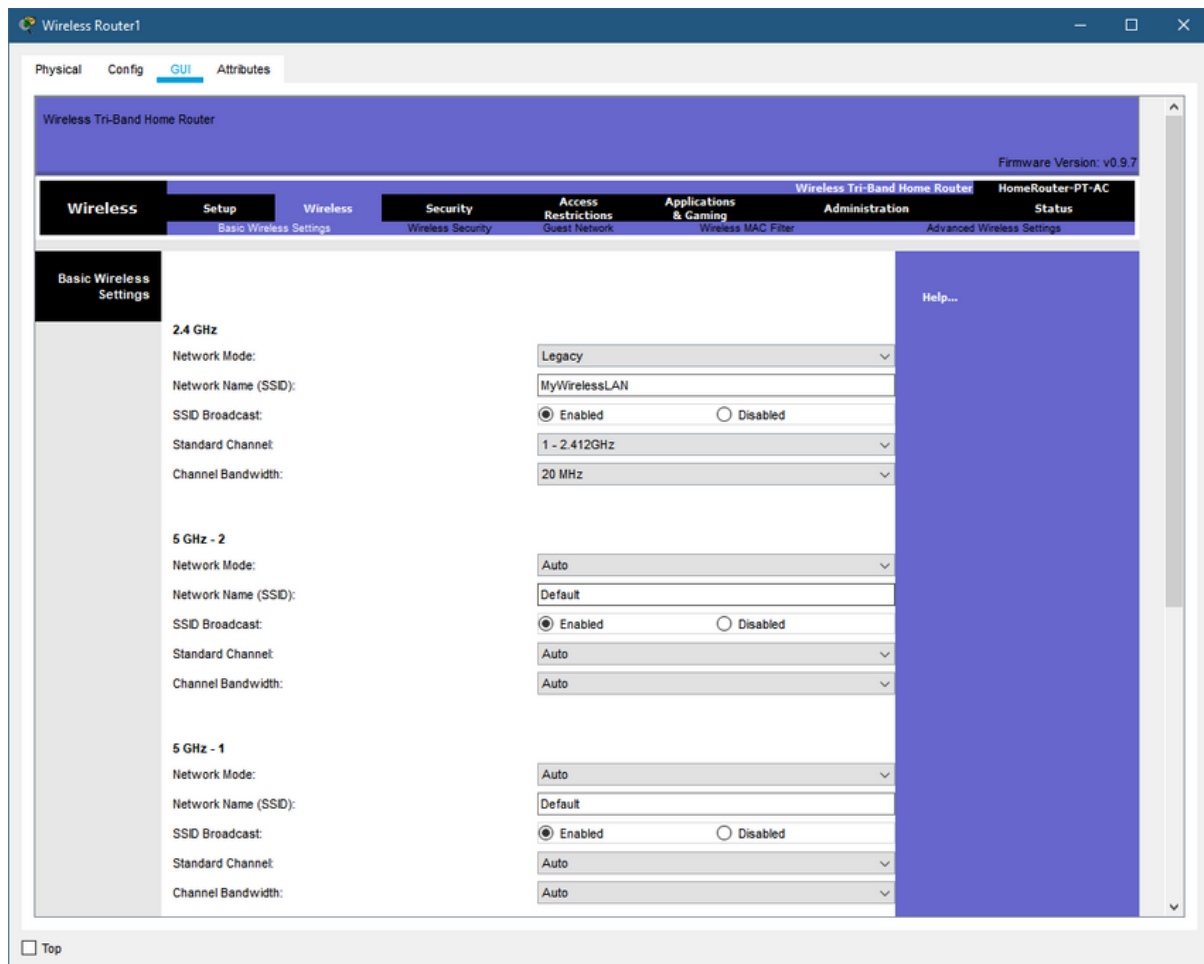 Wireless Router1
Physical Config GUI Attributes
Wireless Tri-Band Home Router
Firmware Version: v0.9.7
Wireless Tri-Band Home Router HomeRouter-PT-AC
Wireless Setup Wireless Security Access Restrictions Applications & Gaming Administration Status
Basic Wireless Settings Wireless Security Guest Network Wireless MAC Filter Advanced Wireless Settings
Basic Wireless
Settings
Help...
2.4 GHz
Network Mode: Legacy
Network Name (SSID): MyWirelessLAN
SSID Broadcast: Enabled Disabled
Standard Channel: 1 - 2.412GHz
Channel Bandwidth: 20 MHz
5 GHz - 2
Network Mode: Auto
Network Name (SSID): Default
SSID Broadcast: Enabled Disabled
Standard Channel: Auto
Channel Bandwidth: Auto
5 GHz - 1
Network Mode: Auto
Network Name (SSID): Default
SSID Broadcast: Enabled Disabled
Standard Channel: Auto
Channel Bandwidth: Auto
Top